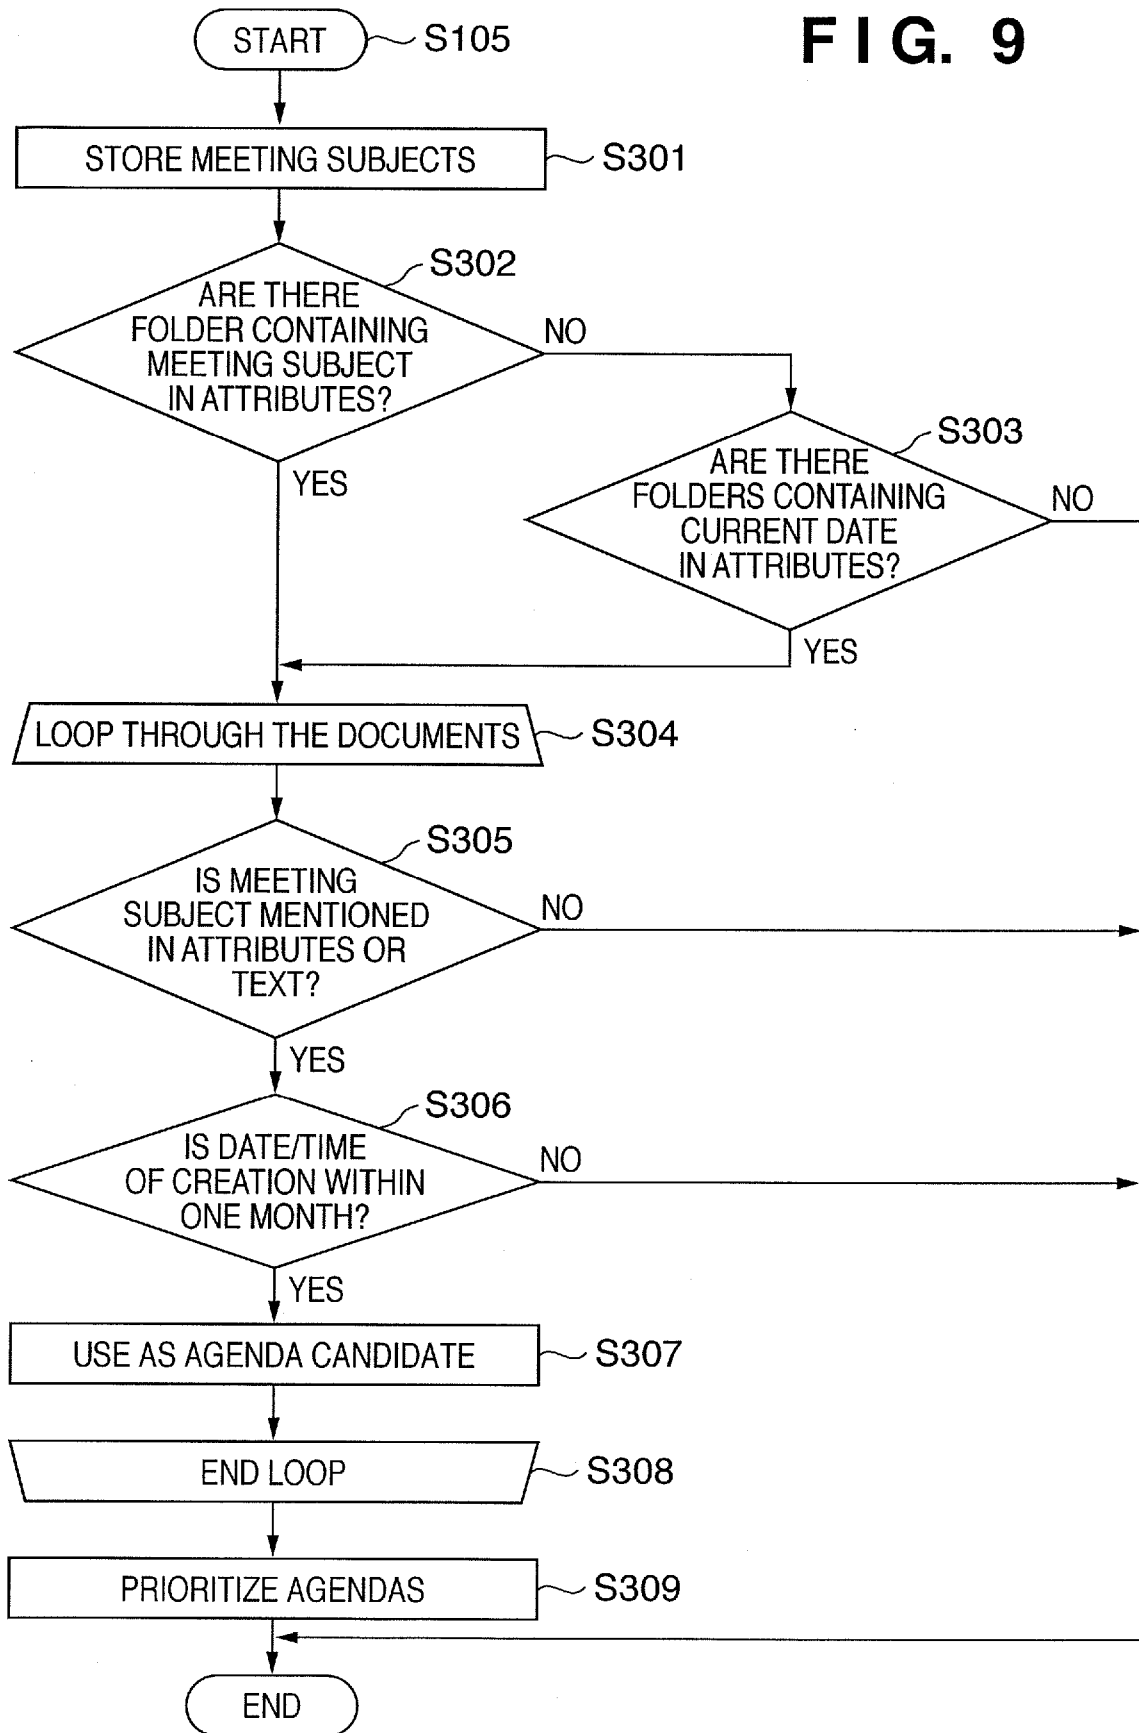 FIG. 9
START
S105
STORE MEETING SUBJECTS
S301
S302
ARE THERE
FOLDER CONTAINING
MEETING SUBJECT
IN ATTRIBUTES?
NO
YES
S303
ARE THERE
FOLDERS CONTAINING
CURRENT DATE
IN ATTRIBUTES?
NO
YES
LOOP THROUGH THE DOCUMENTS
S304
S305
IS MEETING
SUBJECT MENTIONED
IN ATTRIBUTES OR
TEXT?
NO
YES
S306
IS DATE/TIME
OF CREATION WITHIN
ONE MONTH?
NO
YES
USE AS AGENDA CANDIDATE
S307
END LOOP
S308
PRIORITIZE AGENDAS
S309
END